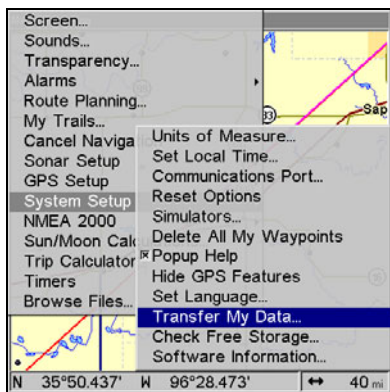 Screen...
Sounds...
Transparency...
Alarms
Route Planning...
My Trails...
Cancel Naviga
Sonar Setup
GPS Setup
System Setup
NMEA 2000
Sun/Moon Calc
Trip Calculator
Timers
Browse Files...
Units of Measure...
Set Local Time...
Communications Port...
Reset Options
Simulators...
Delete All My Waypoints
Popup Help
Hide GPS Features
Set Language...
Transfer My Data...
Check Free Storage...
Software Information...
33
Sap
N 35°50.437' W 96°28.473' ↔ 40 mi